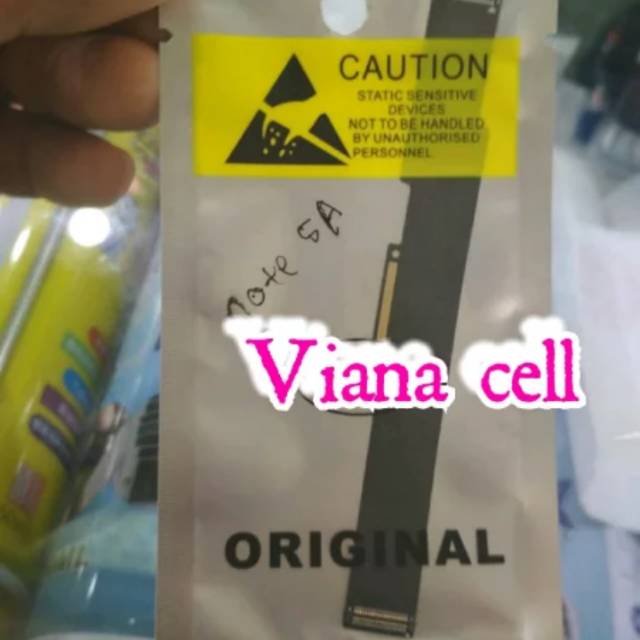 CAUTION
STATIC SENSITIVE
DEVICES
NOT TO BE HANDLED
BY UNAUTHORISED
PERSONNEL.
Note 5A
Viana cell
ORIGINAL